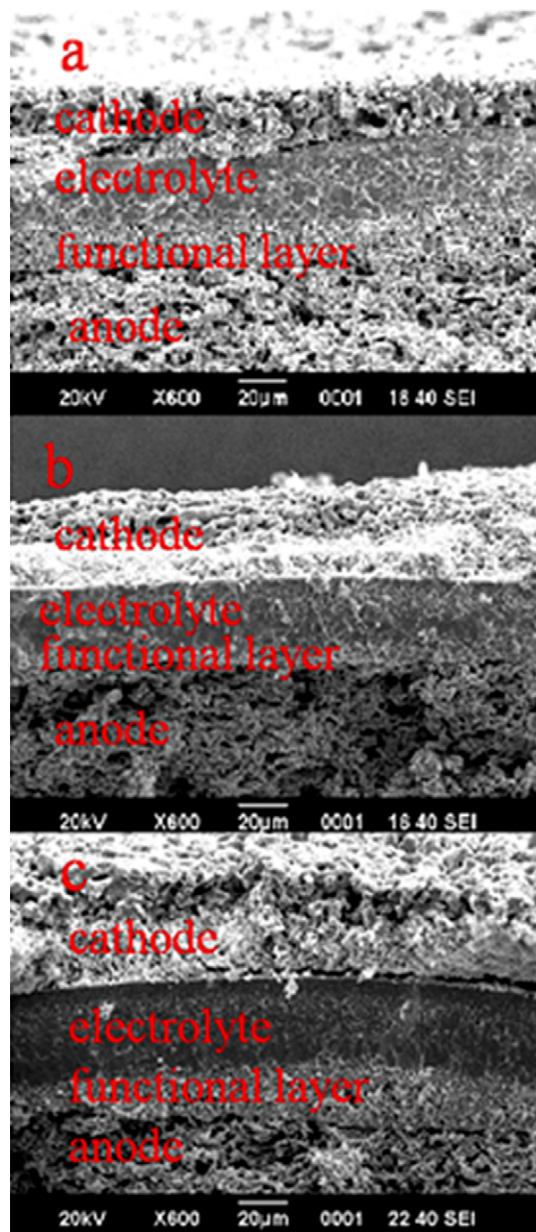 a
cathode
electrolyte
functional layer
anode
20kV X600 20µm 0001 16 40 SEI
b
cathode
electrolyte
functional layer
anode
20kV X600 20µm 0001 16 40 SEI
c
cathode
electrolyte
functional layer
anode
20kV X600 20µm 0001 22 40 SEI